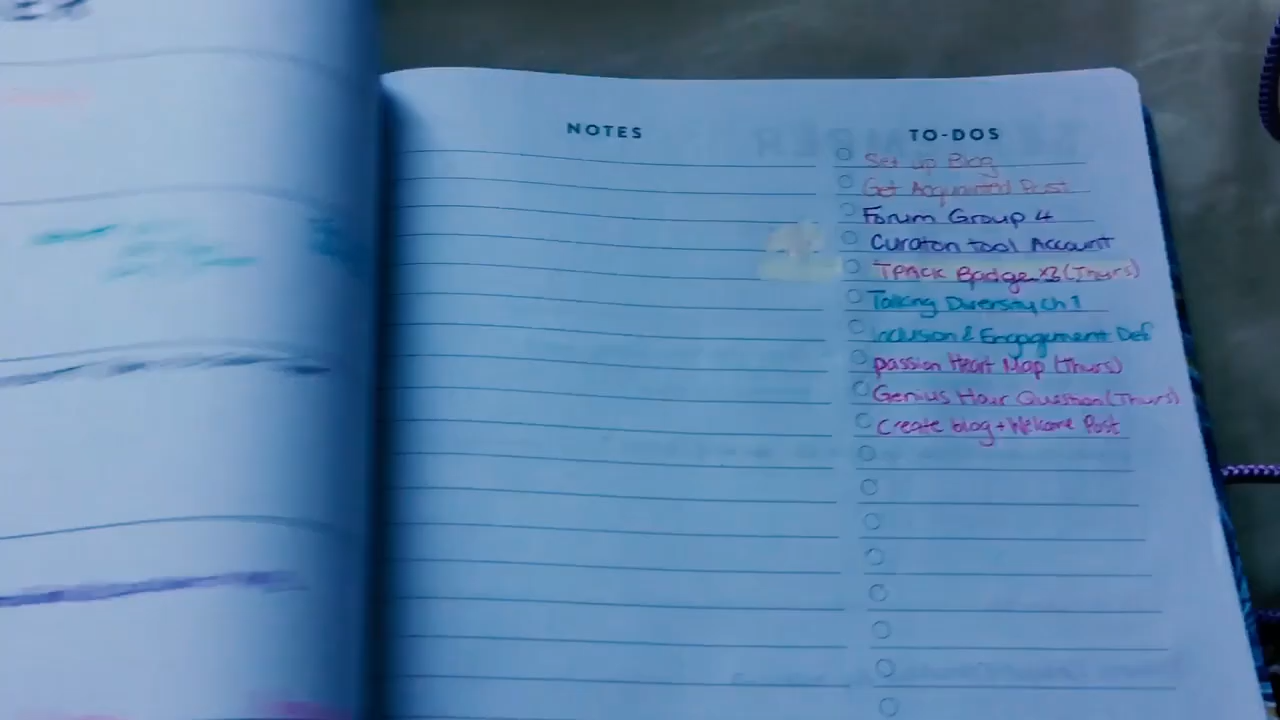 NOTES
TO-DOS
Set up Blog
Get Acquainted Post
Forum Group 4
Curaton tool Account
TPACK Badge x3 (Thurs)
Talking Diversity Ch 1
Inclusion & Engagement Def
passion Heart Map (Thurs)
Genius Hour Question (Thurs)
Create blog + Welcome Post